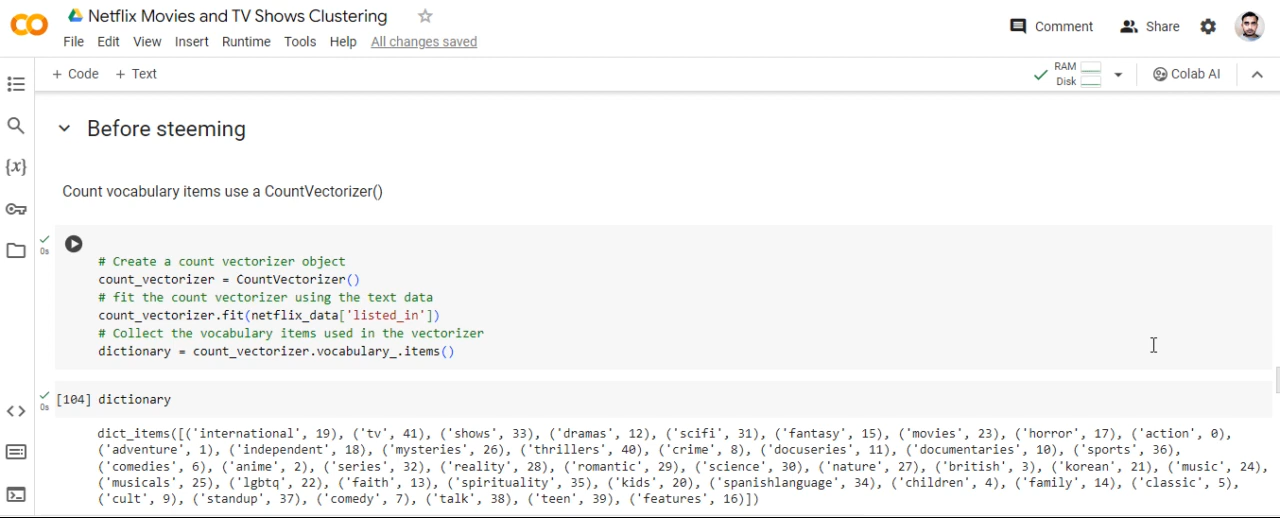 Netflix Movies and TV Shows Clustering
File Edit View Insert Runtime Tools Help All changes saved
Comment Share
+ Code + Text
RAM
Disk
Colab AI
Before steeming
Count vocabulary items use a CountVectorizer()
{x}
0s
# Create a count vectorizer object
count_vectorizer = CountVectorizer()
# fit the count vectorizer using the text data
count_vectorizer.fit(netflix_data['listed_in'])
# Collect the vocabulary items used in the vectorizer
dictionary = count_vectorizer.vocabulary_.items()
0s
[104] dictionary
dict_items([('international', 19), ('tv', 41), ('shows', 33), ('dramas', 12), ('scifi', 31), ('fantasy', 15), ('movies', 23), ('horror', 17), ('action', 0),
('adventure', 1), ('independent', 18), ('mysteries', 26), ('thrillers', 40), ('crime', 8), ('docuseries', 11), ('documentaries', 10), ('sports', 36),
('comedies', 6), ('anime', 2), ('series', 32), ('reality', 28), ('romantic', 29), ('science', 30), ('nature', 27), ('british', 3), ('korean', 21), ('music', 24),
('musicals', 25), ('lgbtq', 22), ('faith', 13), ('spirituality', 35), ('kids', 20), ('spanishlanguage', 34), ('children', 4), ('family', 14), ('classic', 5),
('cult', 9), ('standup', 37), ('comedy', 7), ('talk', 38), ('teen', 39), ('features', 16)])